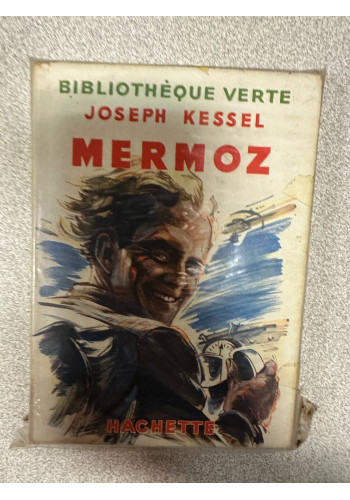 BIBLIOTHÈQUE VERTE
JOSEPH KESSEL
MERMOZ
HACHETTE